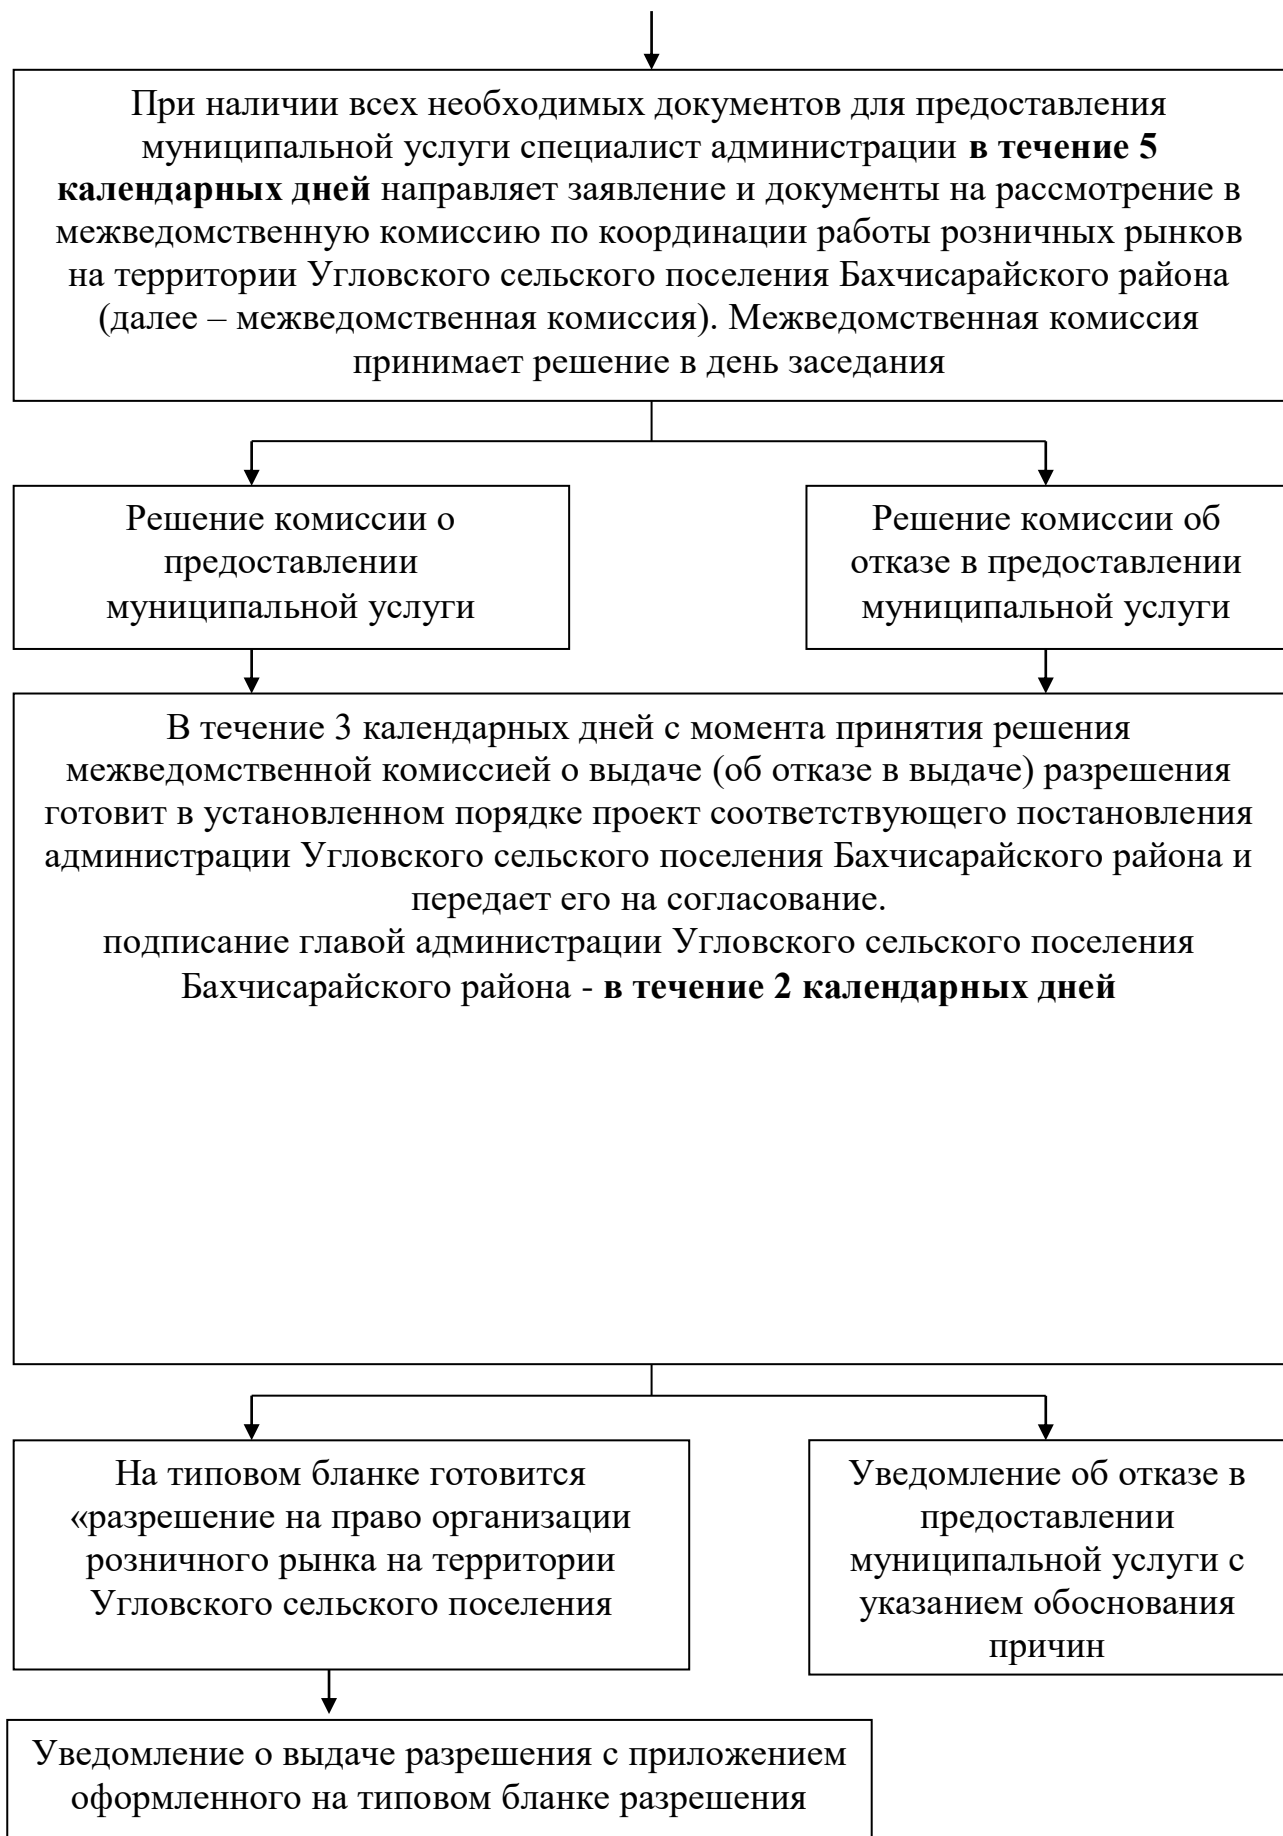 При наличии всех необходимых документов для предоставления
муниципальной услуги специалист администрации в течение 5
календарных дней направляет заявление и документы на рассмотрение в
межведомственную комиссию по координации работы розничных рынков
на территории Угловского сельского поселения Бахчисарайского района
(далее – межведомственная комиссия). Межведомственная комиссия
принимает решение в день заседания
Решение комиссии о
предоставлении
муниципальной услуги
Решение комиссии об
отказе в предоставлении
муниципальной услуги
В течение 3 календарных дней с момента принятия решения
межведомственной комиссией о выдаче (об отказе в выдаче) разрешения
готовит в установленном порядке проект соответствующего постановления
администрации Угловского сельского поселения Бахчисарайского района и
передает его на согласование.
подписание главой администрации Угловского сельского поселения
Бахчисарайского района - в течение 2 календарных дней
На типовом бланке готовится
«разрешение на право организации
розничного рынка на территории
Угловского сельского поселения
Уведомление об отказе в
предоставлении
муниципальной услуги с
указанием обоснования
причин
Уведомление о выдаче разрешения с приложением
оформленного на типовом бланке разрешения